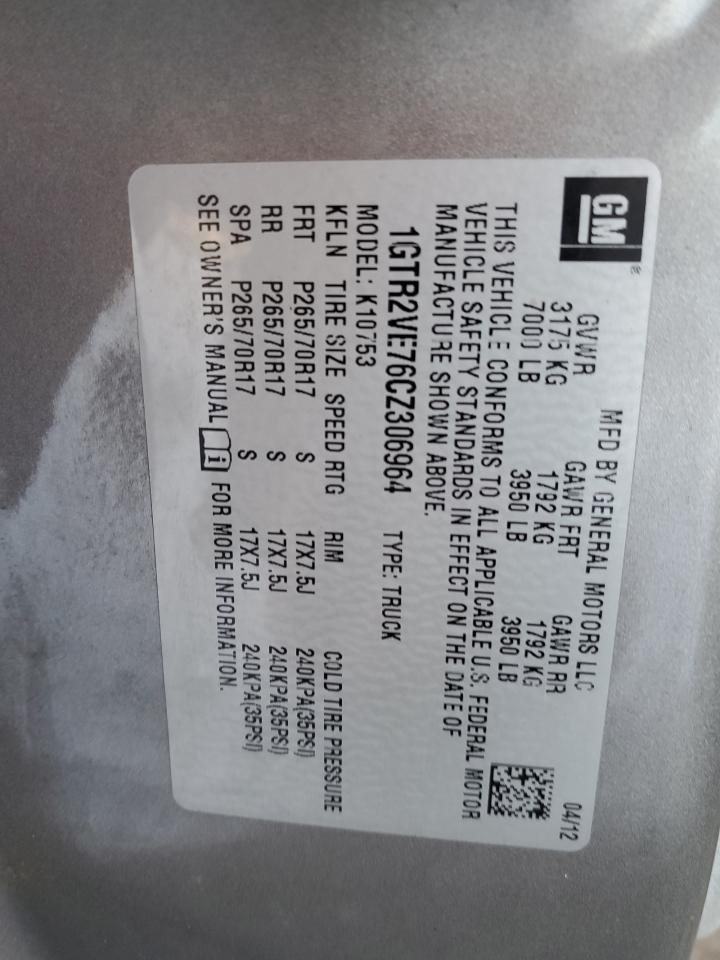 GM®
MFD BY GENERAL MOTORS LLC 04/12
GVWR GAWR FRT GAWR RR
3175 KG 1792 KG 1792 KG
7000 LB 3950 LB 3950 LB
THIS VEHICLE CONFORMS TO ALL APPLICABLE U.S. FEDERAL MOTOR
VEHICLE SAFETY STANDARDS IN EFFECT ON THE DATE OF
MANUFACTURE SHOWN ABOVE.
1GTR2VE76CZ306964 TYPE: TRUCK
MODEL: K10753
KFLN TIRE SIZE SPEED RTG RIM COLD TIRE PRESSURE
FRT P265/70R17 S 17X7.5J 240KPA(35PSI)
RR P265/70R17 S 17X7.5J 240KPA(35PSI)
SPA P265/70R17 S 17X7.5J 240KPA(35PSI)
SEE OWNER'S MANUAL i FOR MORE INFORMATION.